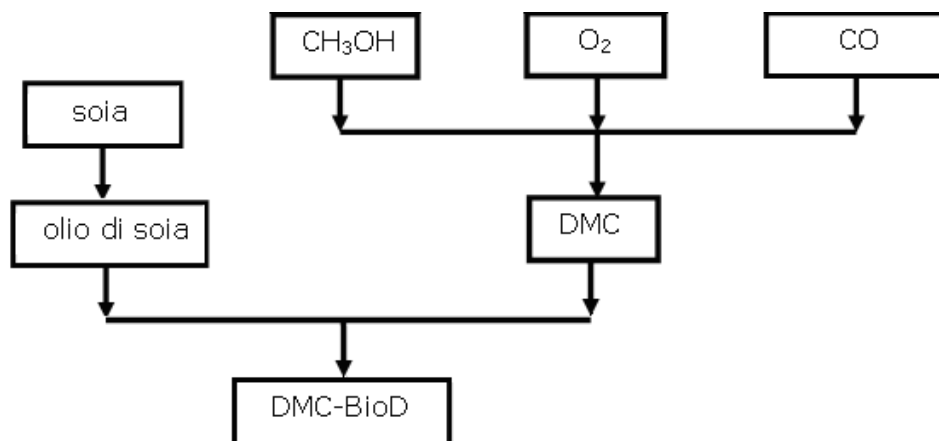 CH₃OH
O₂
CO
soia
olio di soia
DMC
DMC-BioD